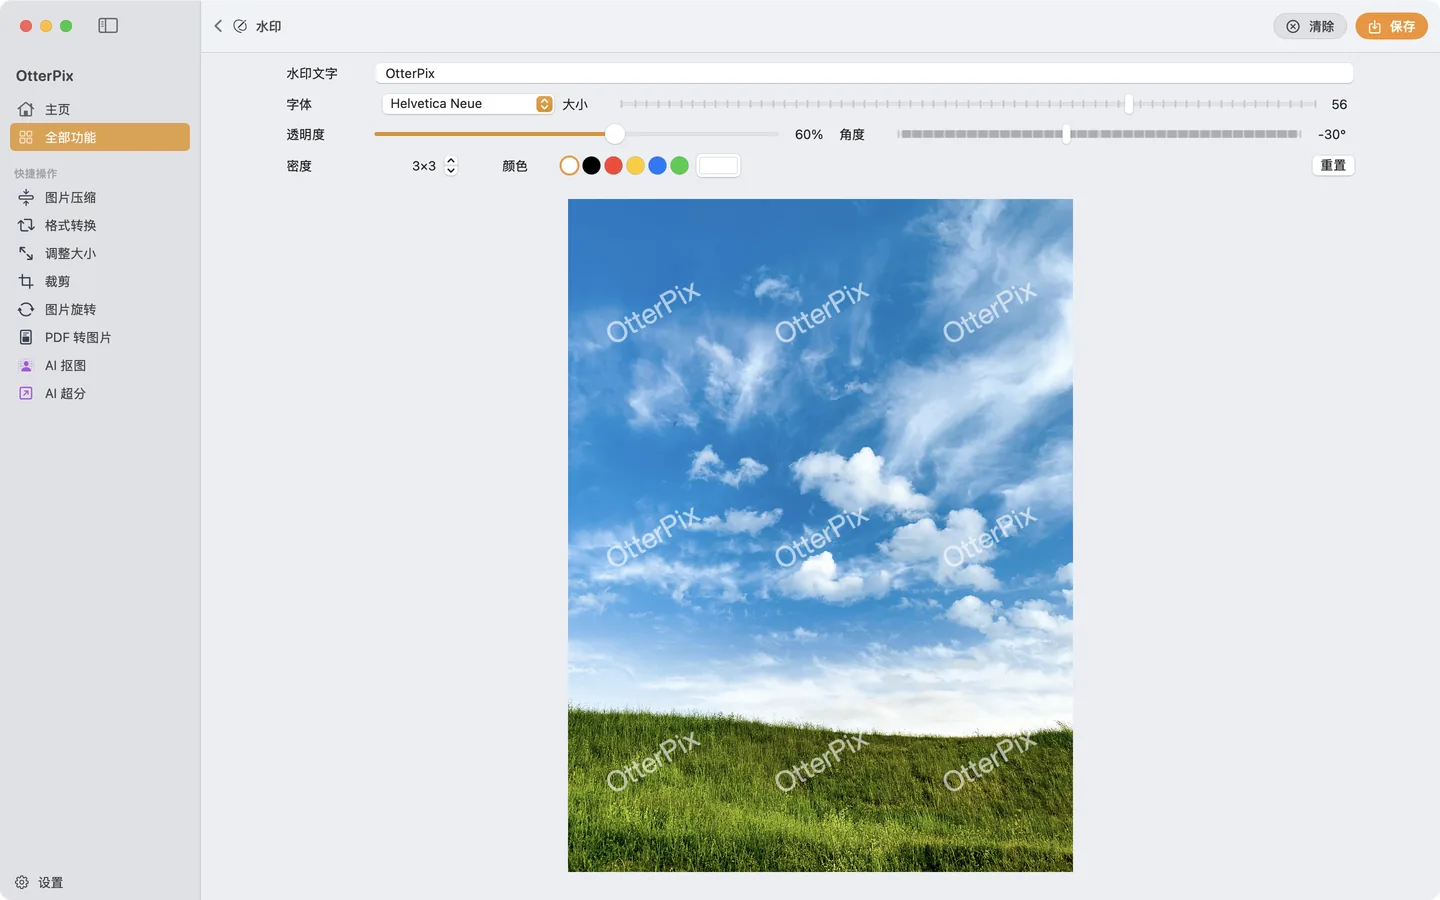 水印
清除
保存
OtterPix
主页
全部功能
快捷操作
图片压缩
格式转换
调整大小
裁剪
图片旋转
PDF 转图片
AI 抠图
AI 超分
设置
水印文字 OtterPix
字体 Helvetica Neue 大小 56
透明度 60% 角度 -30°
密度 3×3 颜色 重置
OtterPix OtterPix OtterPix
OtterPix OtterPix OtterPix
OtterPix OtterPix OtterPix